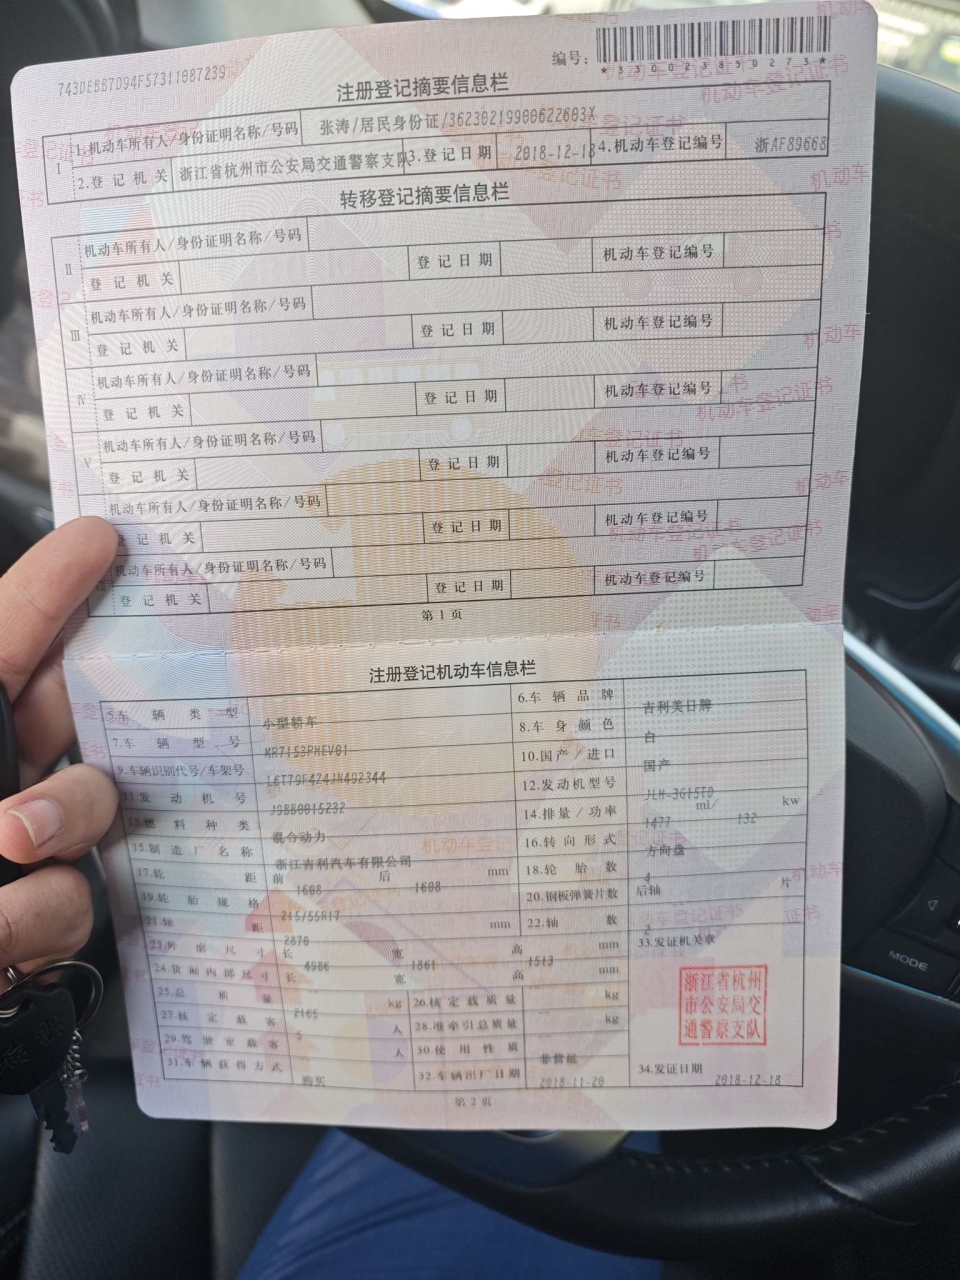 743DEBB7D94F57311087239
编号：
*330023850273*
注册登记摘要信息栏
Ⅰ 1.机动车所有人/身份证明名称/号码 张涛/居民身份证/36230219900622603X
2.登记机关 浙江省杭州市公安局交通警察支队 3.登记日期 2018-12-18 4.机动车登记编号 浙AF89668
转移登记摘要信息栏
Ⅱ 机动车所有人/身份证明名称/号码
登记机关 登记日期 机动车登记编号
Ⅲ 机动车所有人/身份证明名称/号码
登记机关 登记日期 机动车登记编号
Ⅳ 机动车所有人/身份证明名称/号码
登记机关 登记日期 机动车登记编号
Ⅴ 机动车所有人/身份证明名称/号码
登记机关 登记日期 机动车登记编号
机动车所有人/身份证明名称/号码
登记机关 登记日期 机动车登记编号
机动车所有人/身份证明名称/号码
登记机关 登记日期 机动车登记编号
第1页
注册登记机动车信息栏
5.车辆类型 小型轿车 6.车辆品牌 吉利美日牌
7.车辆型号 MR7153PHEV01 8.车身颜色 白
9.车辆识别代号/车架号 L6T79F4Z4JN492344 10.国产/进口 国产
11.发动机号 J9880015232 12.发动机型号 JLH-3G15TD
13.燃料种类 混合动力 14.排量/功率 1477 ml/ 132 kw
15.制造厂名称 浙江吉利汽车有限公司 16.转向形式 方向盘
17.轮距 前 1608 后 1608 mm 18.轮胎数 4
19.轮胎规格 215/55R17 20.钢板弹簧片数 后轴 片
21.轴距 2870 mm 22.轴数 2
23.外廓尺寸 长 4986 宽 1861 高 1513 mm 33.发证机关章
24.货厢内部尺寸 长 宽 高 mm
浙江省杭州市公安局交通警察支队
25.总质量 2165 kg 26.核定载质量 kg
27.核定载客 5 人 28.准牵引总质量 kg
29.驾驶室载客 人 30.使用性质 非营运
31.车辆获得方式 购买 32.车辆出厂日期 2018-11-20 34.发证日期 2018-12-18
第2页
MODE